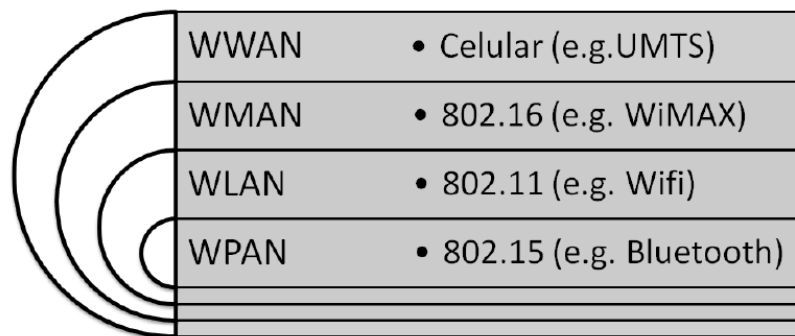 WWAN • Celular (e.g.UMTS)
WMAN • 802.16 (e.g. WiMAX)
WLAN • 802.11 (e.g. Wifi)
WPAN • 802.15 (e.g. Bluetooth)